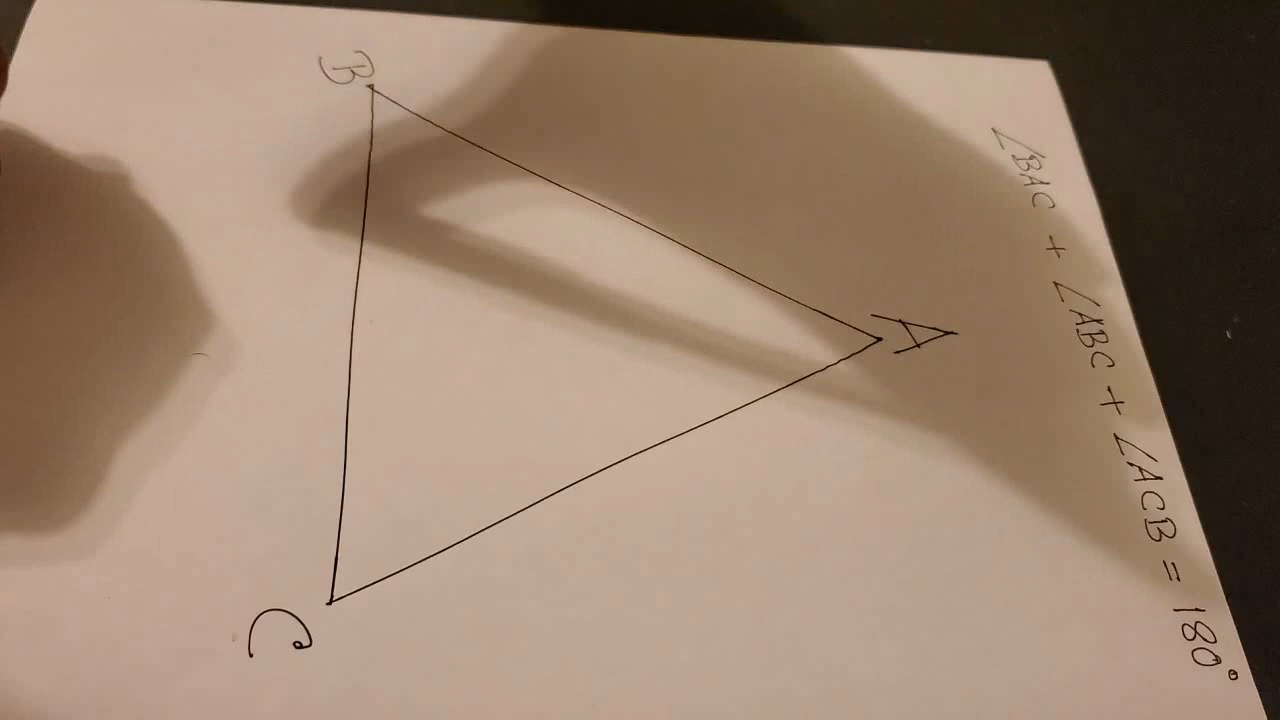 ∠BAC + ∠ABC + ∠ACB = 180°
A
B
C